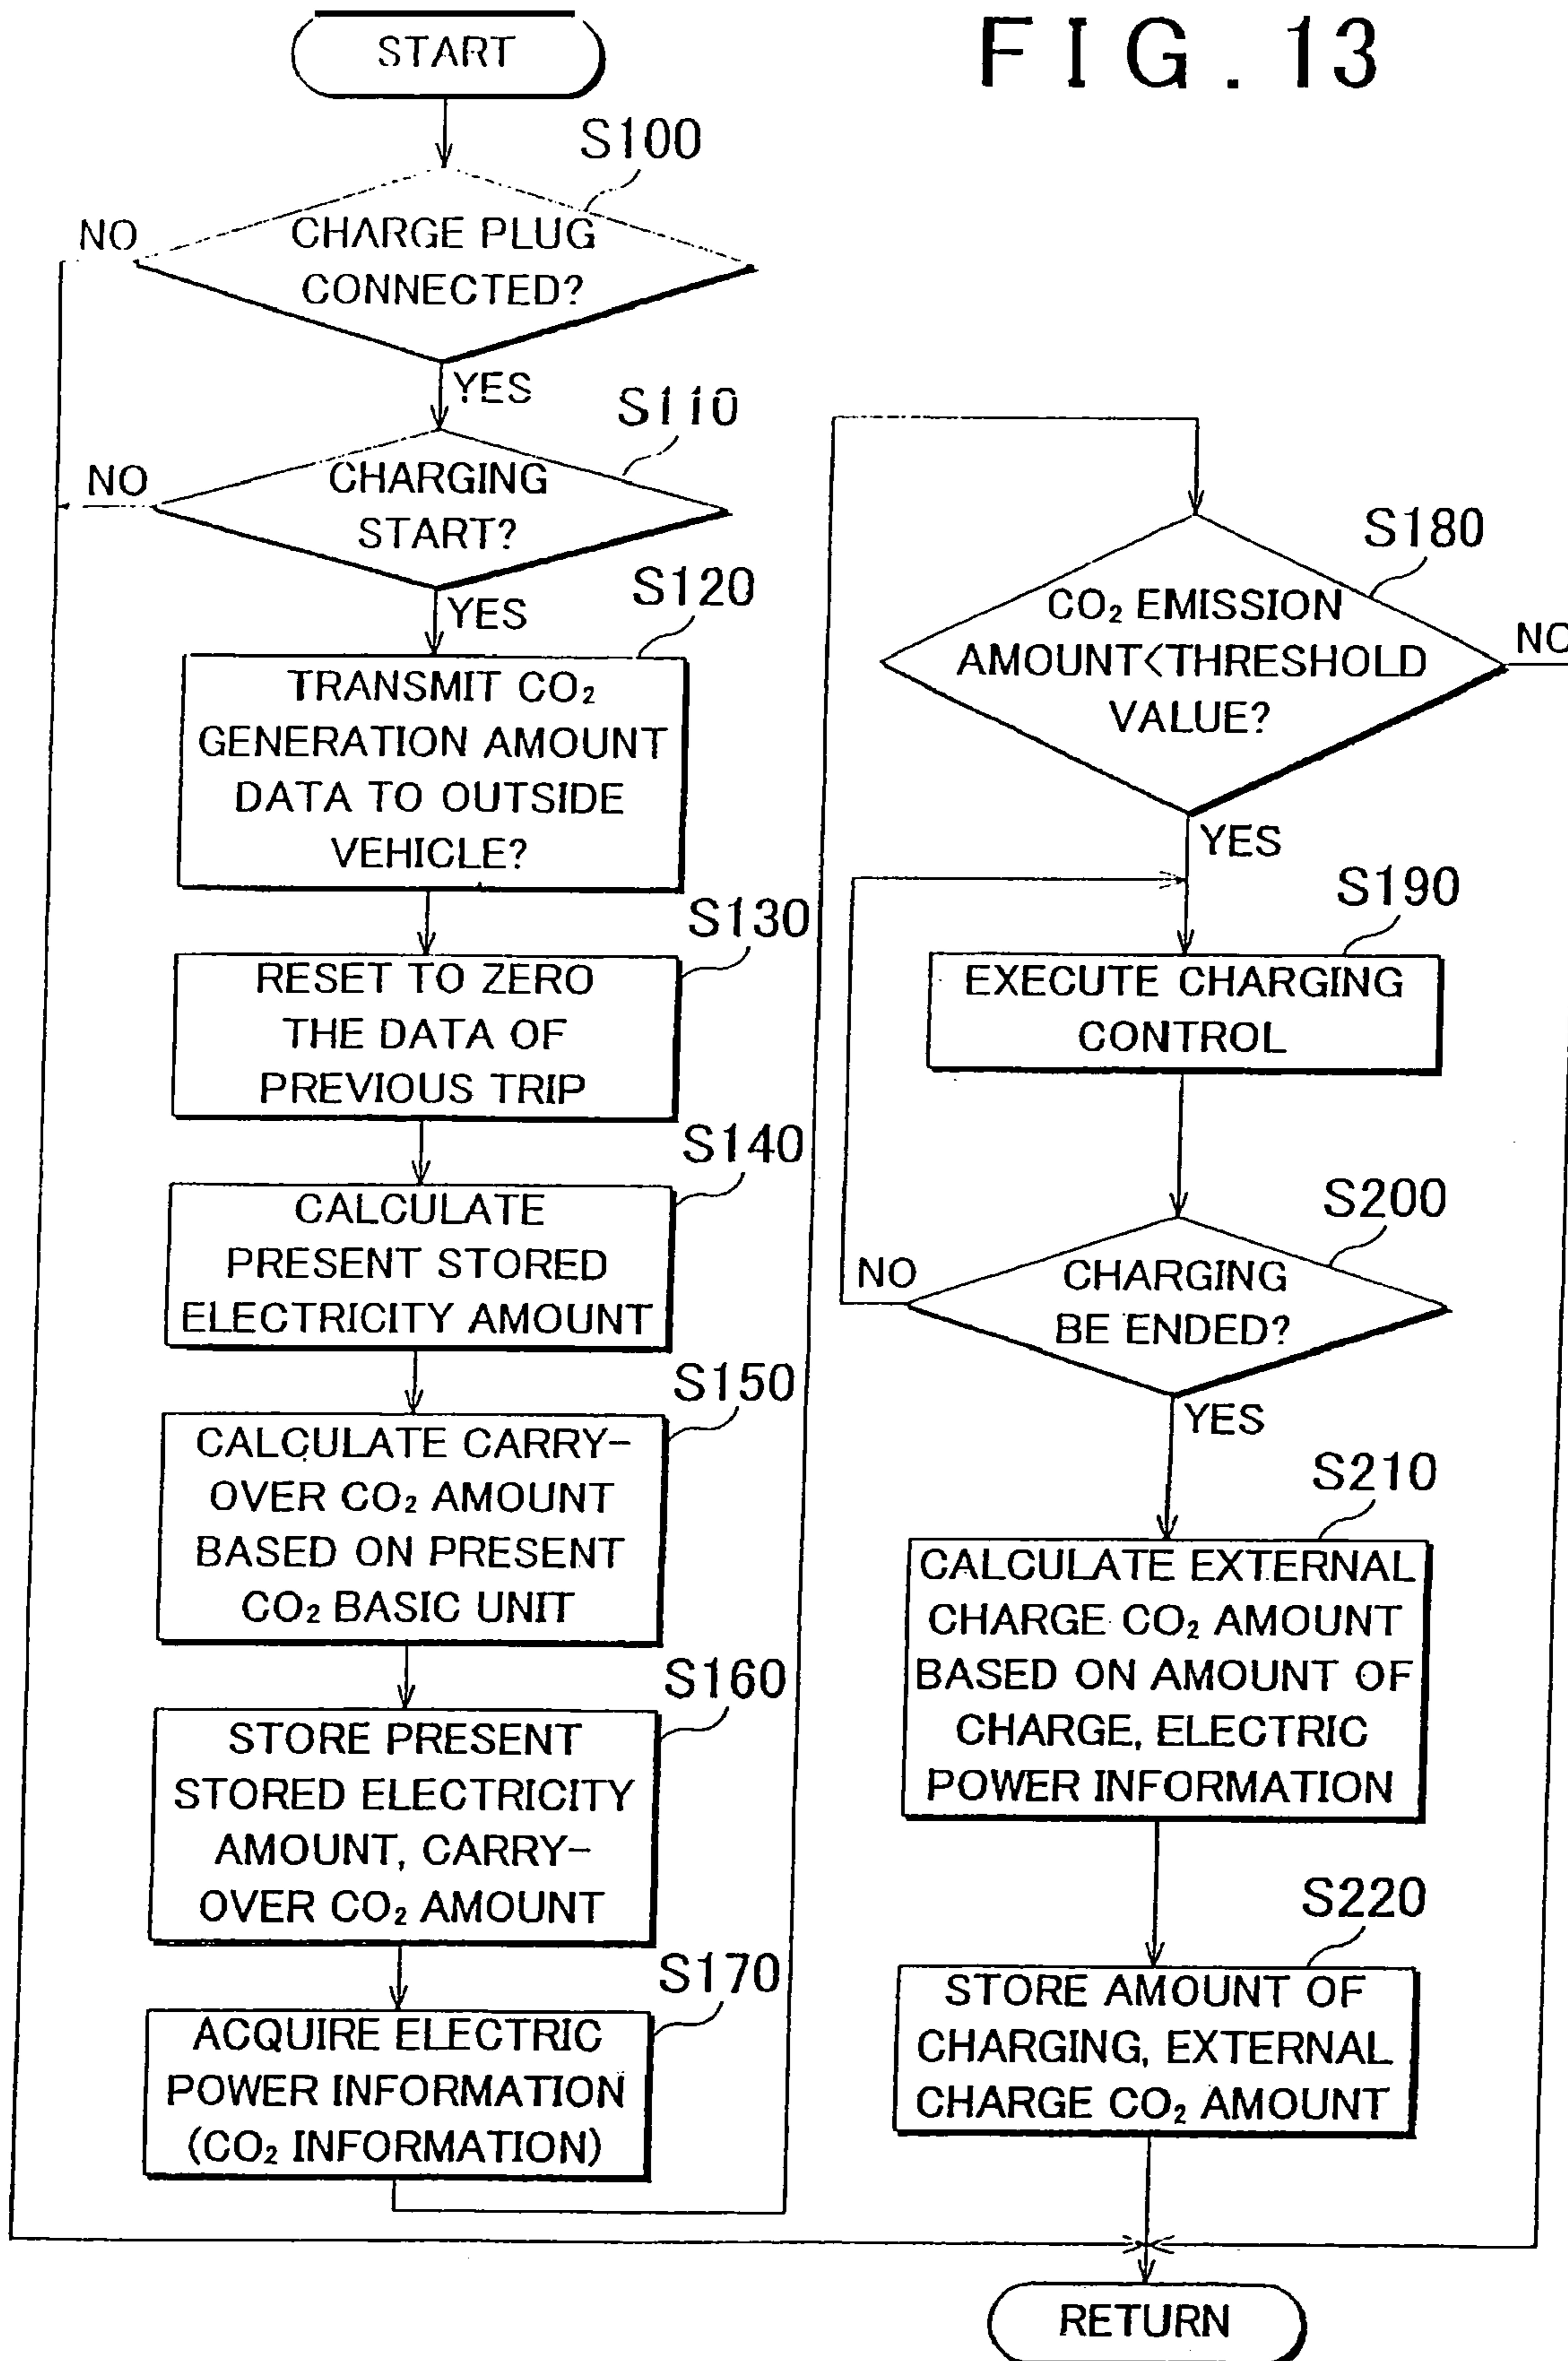 FIG. 13
START
S100
CHARGE PLUG
CONNECTED?
NO
YES
S110
CHARGING
START?
NO
YES
S120
TRANSMIT CO₂
GENERATION AMOUNT
DATA TO OUTSIDE
VEHICLE?
S130
RESET TO ZERO
THE DATA OF
PREVIOUS TRIP
S140
CALCULATE
PRESENT STORED
ELECTRICITY AMOUNT
S150
CALCULATE CARRY-
OVER CO₂ AMOUNT
BASED ON PRESENT
CO₂ BASIC UNIT
S160
STORE PRESENT
STORED ELECTRICITY
AMOUNT, CARRY-
OVER CO₂ AMOUNT
S170
ACQUIRE ELECTRIC
POWER INFORMATION
(CO₂ INFORMATION)
S180
CO₂ EMISSION
AMOUNT<THRESHOLD
VALUE?
NO
YES
S190
EXECUTE CHARGING
CONTROL
S200
CHARGING
BE ENDED?
NO
YES
S210
CALCULATE EXTERNAL
CHARGE CO₂ AMOUNT
BASED ON AMOUNT OF
CHARGE, ELECTRIC
POWER INFORMATION
S220
STORE AMOUNT OF
CHARGING, EXTERNAL
CHARGE CO₂ AMOUNT
RETURN